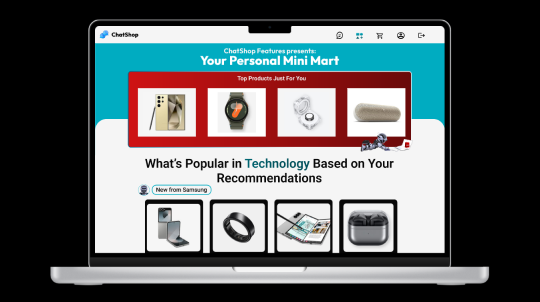 ChatShop
ChatShop Features presents:
Your Personal Mini Mart
Top Products Just For You
What's Popular in Technology Based on Your
Recommendations
New from Samsung